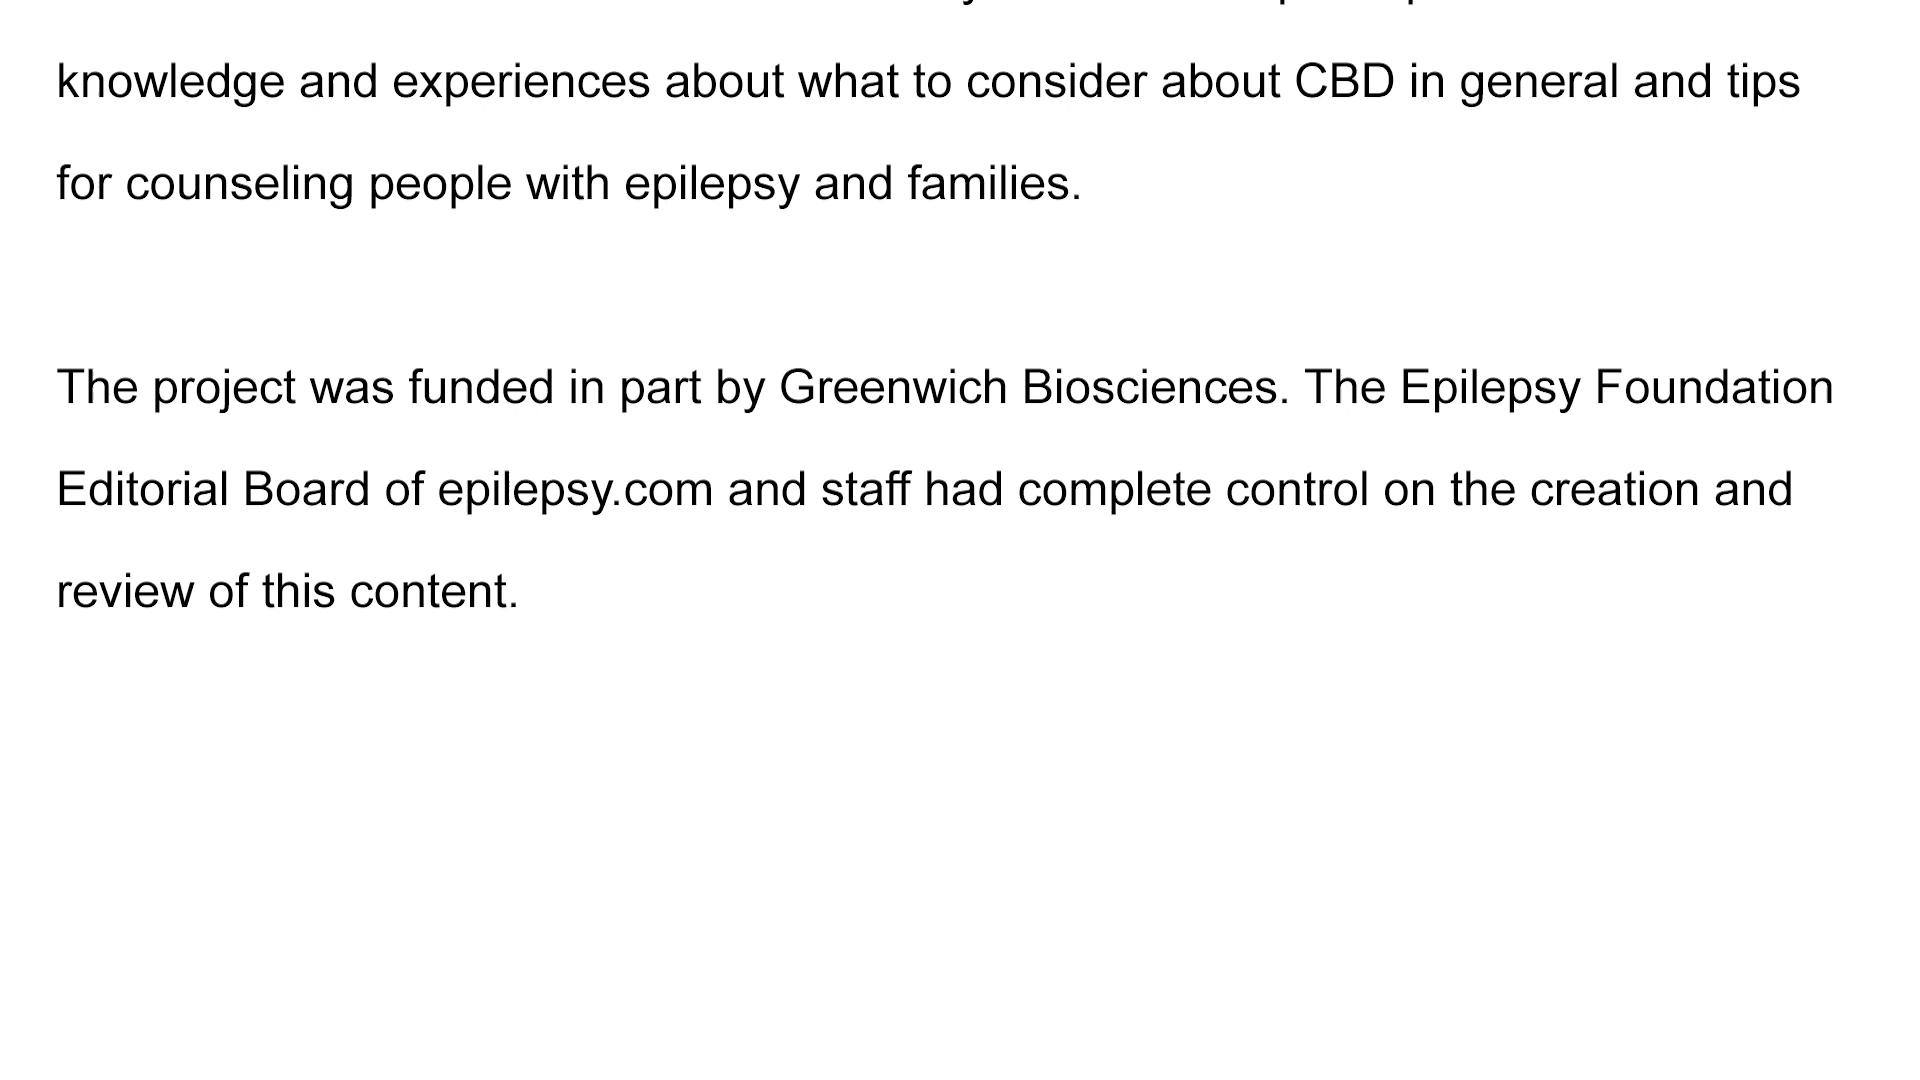 knowledge and experiences about what to consider about CBD in general and tips
for counseling people with epilepsy and families.
The project was funded in part by Greenwich Biosciences. The Epilepsy Foundation
Editorial Board of epilepsy.com and staff had complete control on the creation and
review of this content.